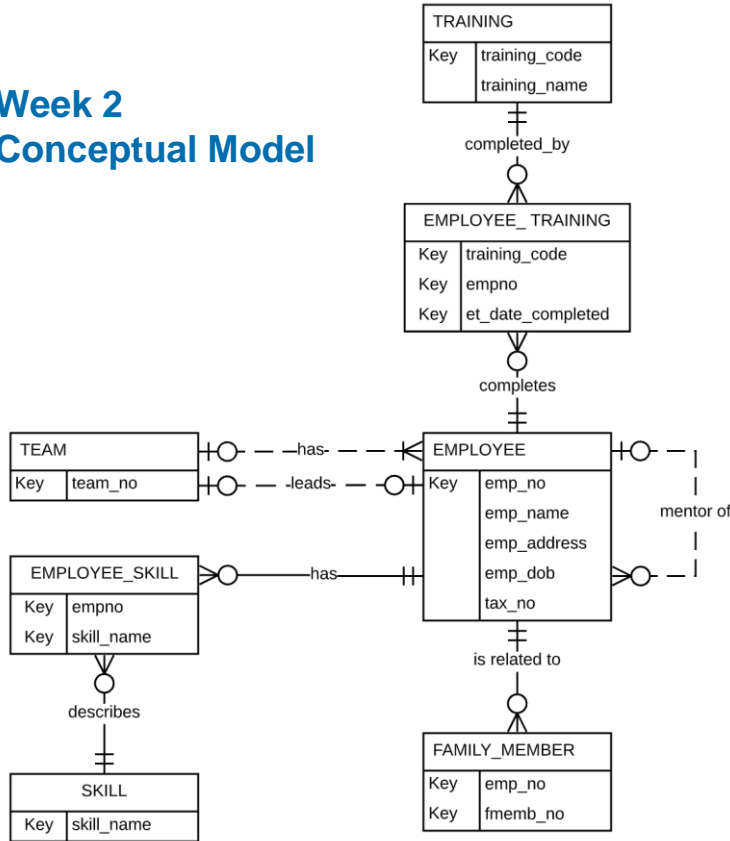 Week 2
Conceptual Model
TRAINING
Key training_code
training_name
completed_by
EMPLOYEE_ TRAINING
Key training_code
Key empno
Key et_date_completed
completes
TEAM
Key team_no
has
leads
EMPLOYEE
Key emp_no
emp_name
emp_address
emp_dob
tax_no
mentor of
EMPLOYEE_SKILL
Key empno
Key skill_name
has
describes
SKILL
Key skill_name
is related to
FAMILY_MEMBER
Key emp_no
Key fmemb_no